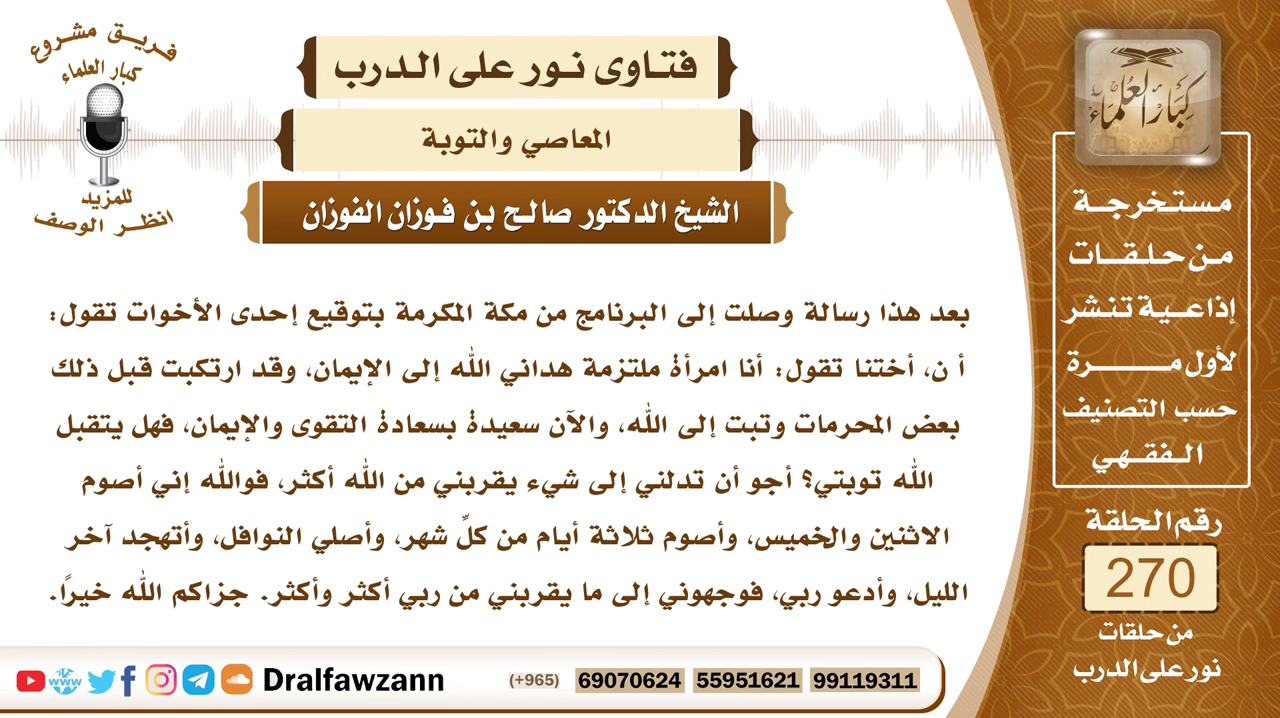 فريق مشروع
كبار العلماء
للمزيد
انظر الوصف
فتاوى نور على الدرب
المعاصي والتوبة
الشيخ الدكتور صالح بن فوزان الفوزان
بعد هذا رسالة وصلت إلى البرنامج من مكة المكرمة بتوقيع إحدى الأخوات تقول:
أ ن، أختنا تقول: أنا امرأة ملتزمة هداني الله إلى الإيمان، وقد ارتكبت قبل ذلك
بعض المحرمات وتبت إلى الله، والآن سعيدة بسعادة التقوى والإيمان، فهل يتقبل
الله توبتي؟ أجو أن تدلني إلى شيء يقربني من الله أكثر، فوالله إني أصوم
الاثنين والخميس، وأصوم ثلاثة أيام من كلِّ شهر، وأصلي النوافل، وأتهجد آخر
الليل، وأدعو ربي، فوجهوني إلى ما يقربني من ربي أكثر وأكثر. جزاكم الله خيراً.
كبار العلماء
مستخرجة
من حلقات
إذاعية تنشر
لأول مرة
حسب التصنيف
الفقهي
رقم الحلقة
270
من حلقات
نور على الدرب
www Dralfawzann (+965) 69070624 55951621 99119311